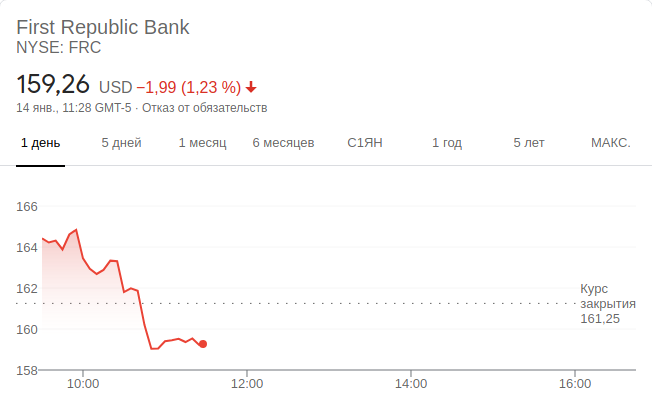 First Republic Bank
NYSE: FRC
159,26 USD −1,99 (1,23 %)
14 янв., 11:28 GMT-5 · Отказ от обязательств
1 день 5 дней 1 месяц 6 месяцев С1ЯН 1 год 5 лет МАКС.
166
164
162
Курс
закрытия
161,25
160
158
10:00 12:00 14:00 16:00